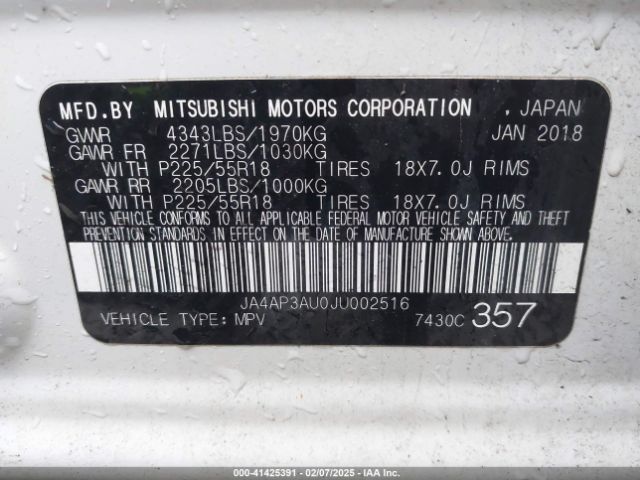 MFD.BY MITSUBISHI MOTORS CORPORATION , JAPAN
GVWR 4343LBS/1970KG JAN 2018
GAWR FR 2271LBS/1030KG
WITH P225/55R18 TIRES 18X7.0J RIMS
GAWR RR 2205LBS/1000KG
WITH P225/55R18 TIRES 18X7.0J RIMS
THIS VEHICLE CONFORMS TO ALL APPLICABLE FEDERAL MOTOR VEHICLE SAFETY AND THEFT
PREVENTION STANDARDS IN EFFECT ON THE DATE OF MANUFACTURE SHOWN ABOVE.
JA4AP3AU0JU002516
VEHICLE TYPE: MPV 7430C 357
000-41425391 - 02/07/2025 - IAA, Inc.